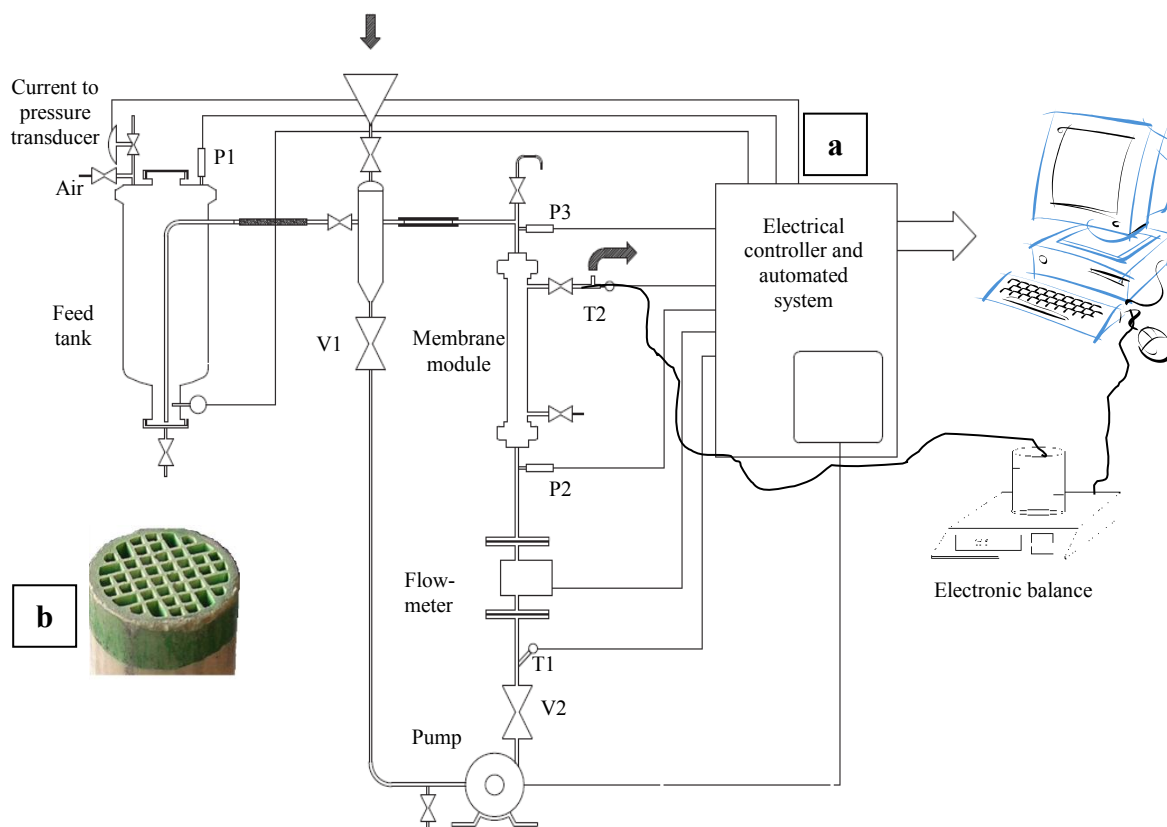 Current to
pressure
transducer
P1
Air
a
P3
Electrical
controller and
automated
system
Feed
tank
V1
Membrane
module
T2
P2
b
Flow-
meter
Electronic balance
T1
V2
Pump